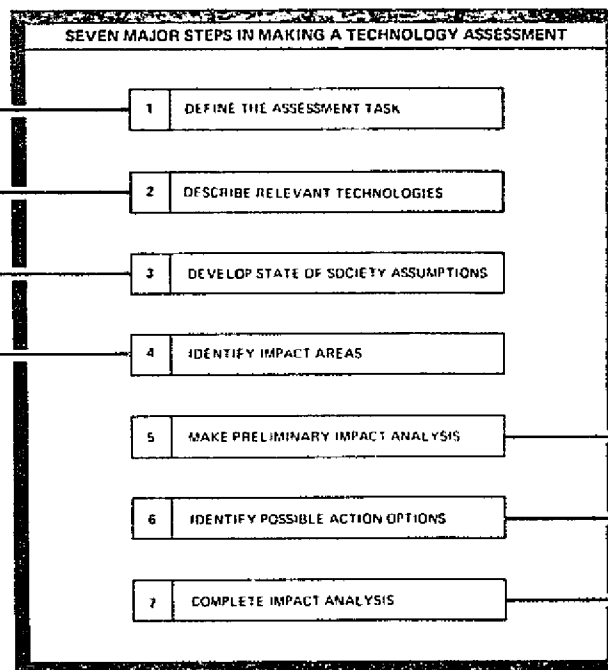 SEVEN MAJOR STEPS IN MAKING A TECHNOLOGY ASSESSMENT
1 DEFINE THE ASSESSMENT TASK
2 DESCRIBE RELEVANT TECHNOLOGIES
3 DEVELOP STATE OF SOCIETY ASSUMPTIONS
4 IDENTIFY IMPACT AREAS
5 MAKE PRELIMINARY IMPACT ANALYSIS
6 IDENTIFY POSSIBLE ACTION OPTIONS
7 COMPLETE IMPACT ANALYSIS